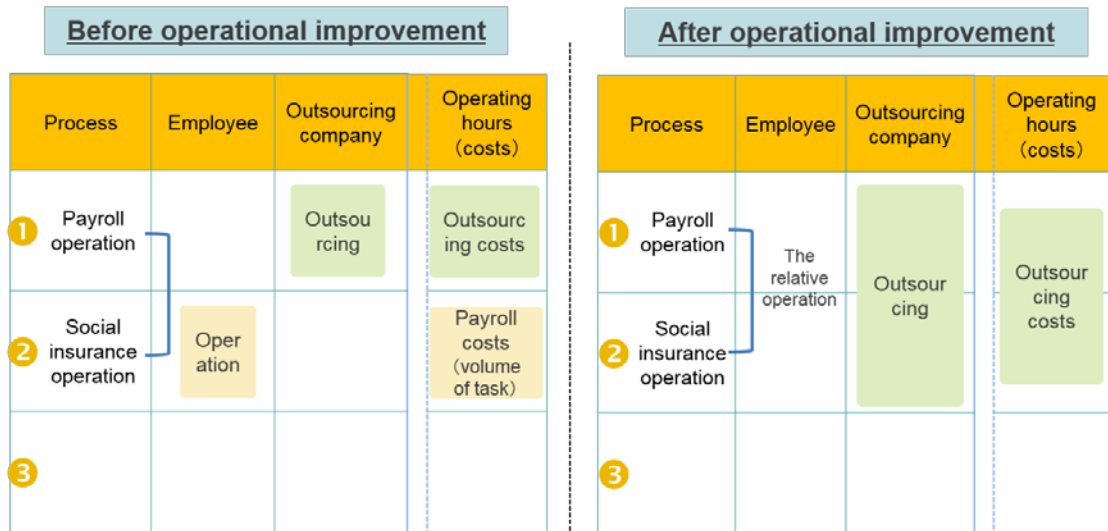 Before operational improvement
Process
Employee
Outsourcing
company
Operating
hours
（costs）
1
Payroll
operation
Outsou
rcing
Outsourc
ing costs
2
Social
insurance
operation
Oper
ation
Payroll
costs
（volume
of task）
3
After operational improvement
Process
Employee
Outsourcing
company
Operating
hours
（costs）
1
Payroll
operation
The
relative
operation
Outsour
cing
Outsour
cing
costs
2
Social
insurance
operation
3